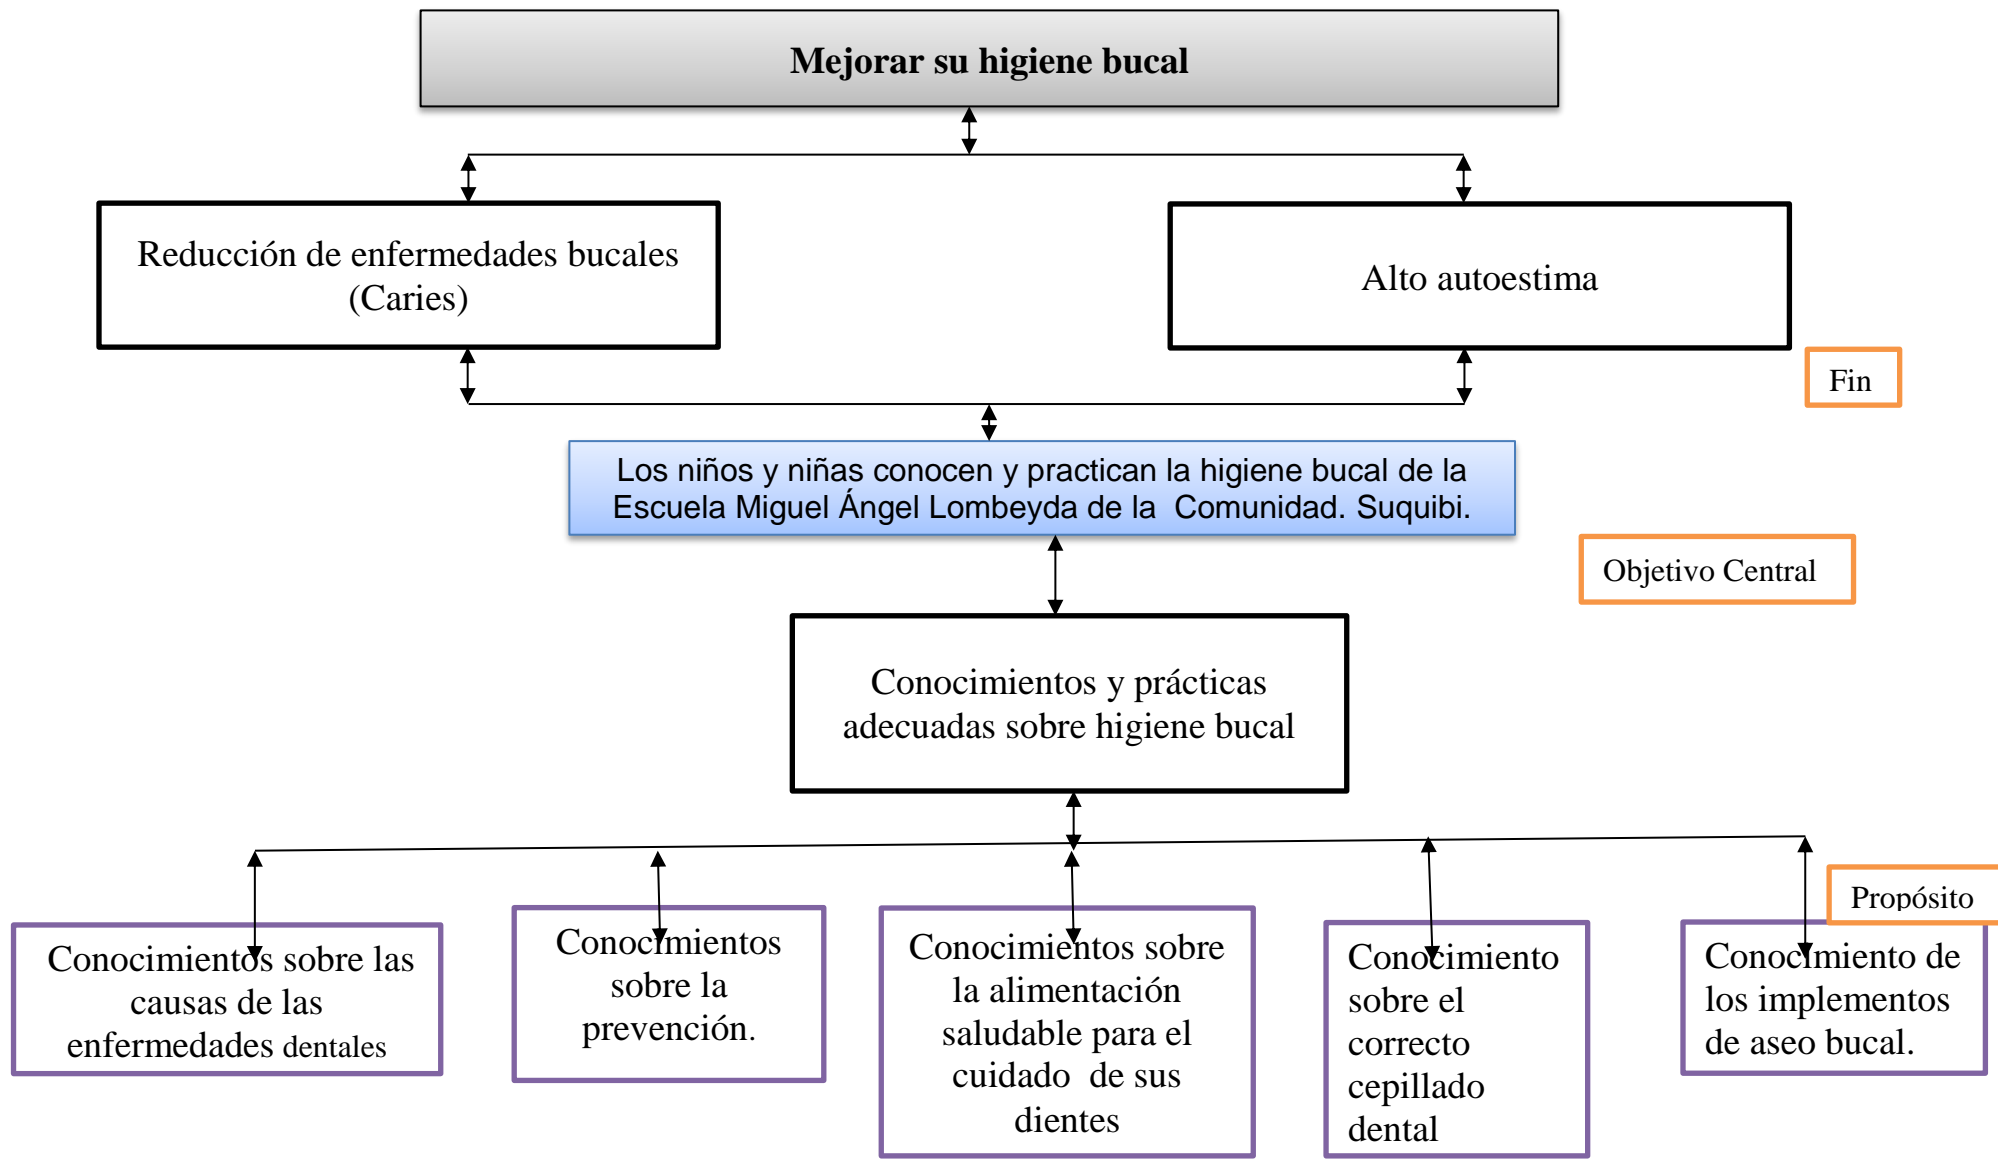 Mejorar su higiene bucal
Reducción de enfermedades bucales
(Caries)
Alto autoestima
Fin
Los niños y niñas conocen y practican la higiene bucal de la
Escuela Miguel Ángel Lombeyda de la  Comunidad. Suquibi.
Objetivo Central
Conocimientos y prácticas
adecuadas sobre higiene bucal
Propósito
Conocimientos sobre las
causas de las
enfermedades dentales
Conocimientos
sobre la
prevención.
Conocimientos sobre
la alimentación
saludable para el
cuidado  de sus
dientes
Conocimiento
sobre el
correcto
cepillado
dental
Conocimiento de
los implementos
de aseo bucal.